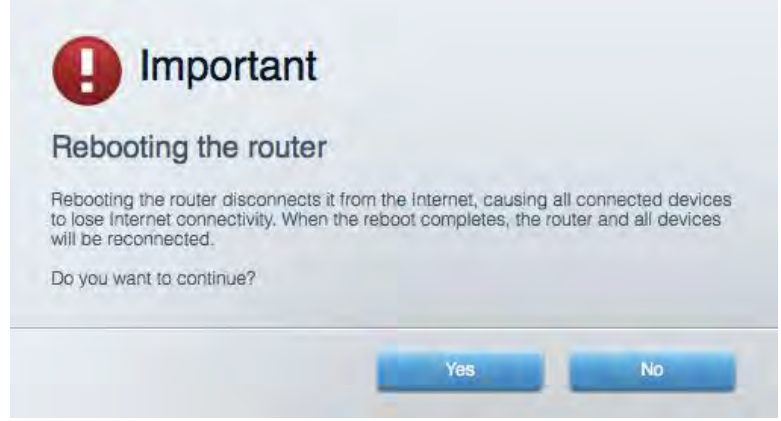 Important
Rebooting the router
Rebooting the router disconnects it from the Internet, causing all connected devices
to lose Internet connectivity. When the reboot completes, the router and all devices
will be reconnected.
Do you want to continue?
Yes
No